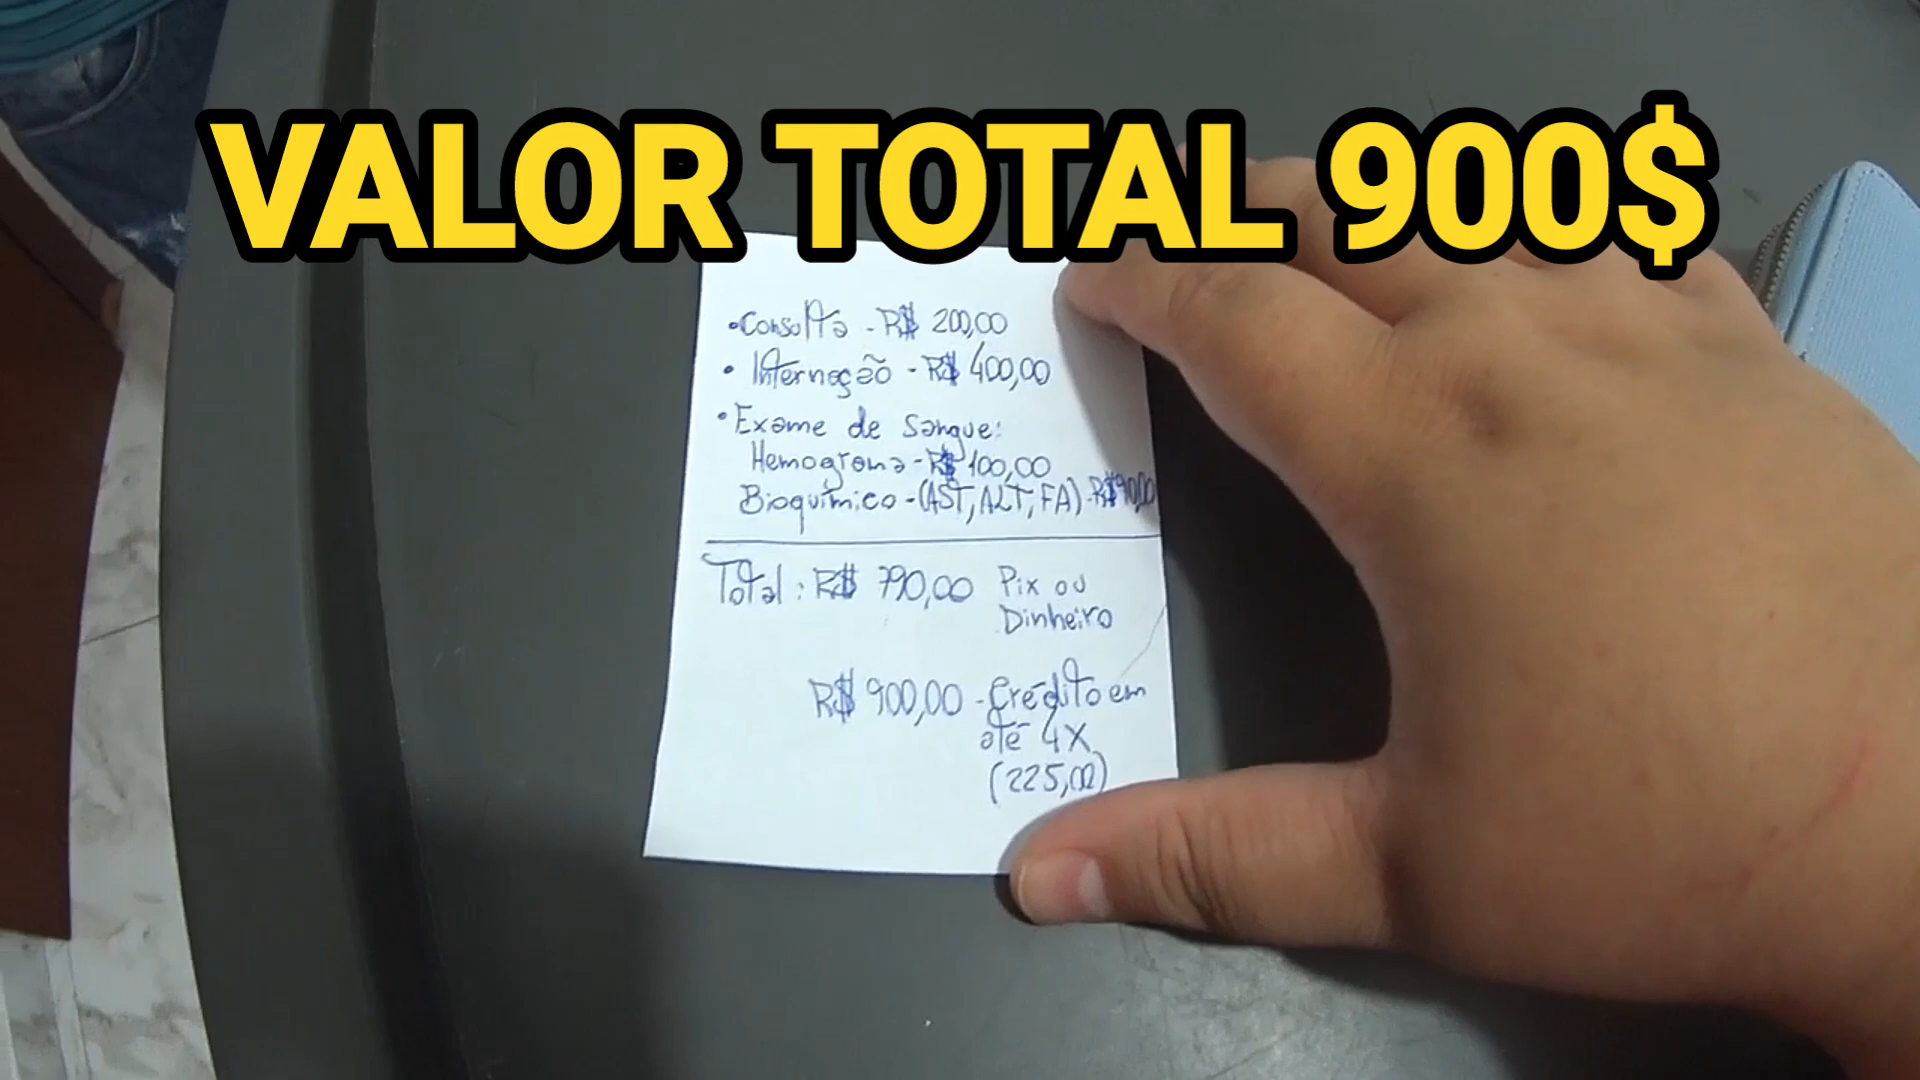 VALOR TOTAL 900$
•Consulta - R$ 200,00
• Internação - R$ 400,00
•Exame de Sangue:
Hemograma - R$ 100,00
Bioquímico - (AST, ALT, FA) - R$ 90,00
Total: R$ 790,00 Pix ou
Dinheiro
R$ 900,00 - Crédito em
até 4X
(225,00)